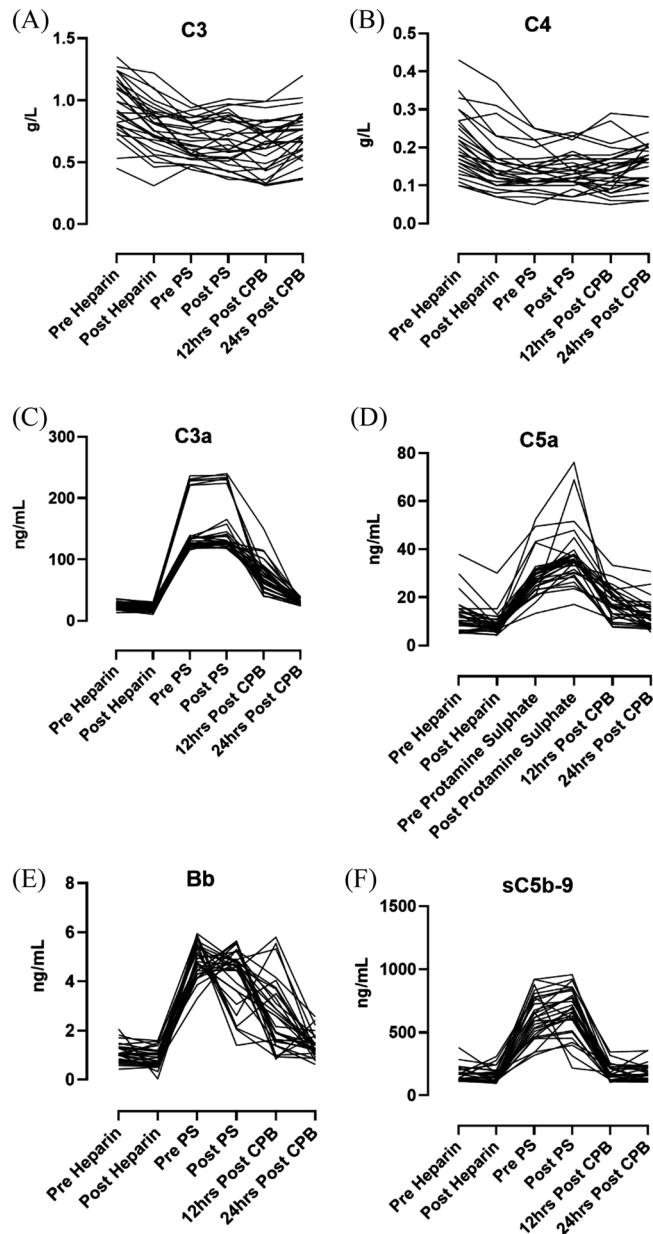 (A)
C3
g/L
1.5
1.0
0.5
0.0
Pre Heparin
Post Heparin
Pre PS
Post PS
12hrs Post CPB
24rs Post CPB
(B)
C4
g/L
0.5
0.4
0.3
0.2
0.1
0.0
Pre Heparin
Post Heparin
Pre PS
Post PS
12hrs Post CPB
24rs Post CPB
(C)
C3a
ng/mL
300
200
100
0
Pre Heparin
Post Heparin
Pre PS
Post PS
12hrs Post CPB
24hrs Post CPB
(D)
C5a
ng/mL
80
60
40
20
0
Pre Heparin
Post Heparin
Pre Protamine Sulphate
Post Protamine Sulphate
12hrs Post CPB
24hrs Post CPB
(E)
Bb
ng/mL
8
6
4
2
0
Pre Heparin
Post Heparin
Pre PS
Post PS
12hrs Post CPB
24hrs Post CPB
(F)
sC5b-9
ng/mL
1500
1000
500
0
Pre Heparin
Post Heparin
Pre PS
Post PS
12hrs Post CPB
24hrs Post CPB